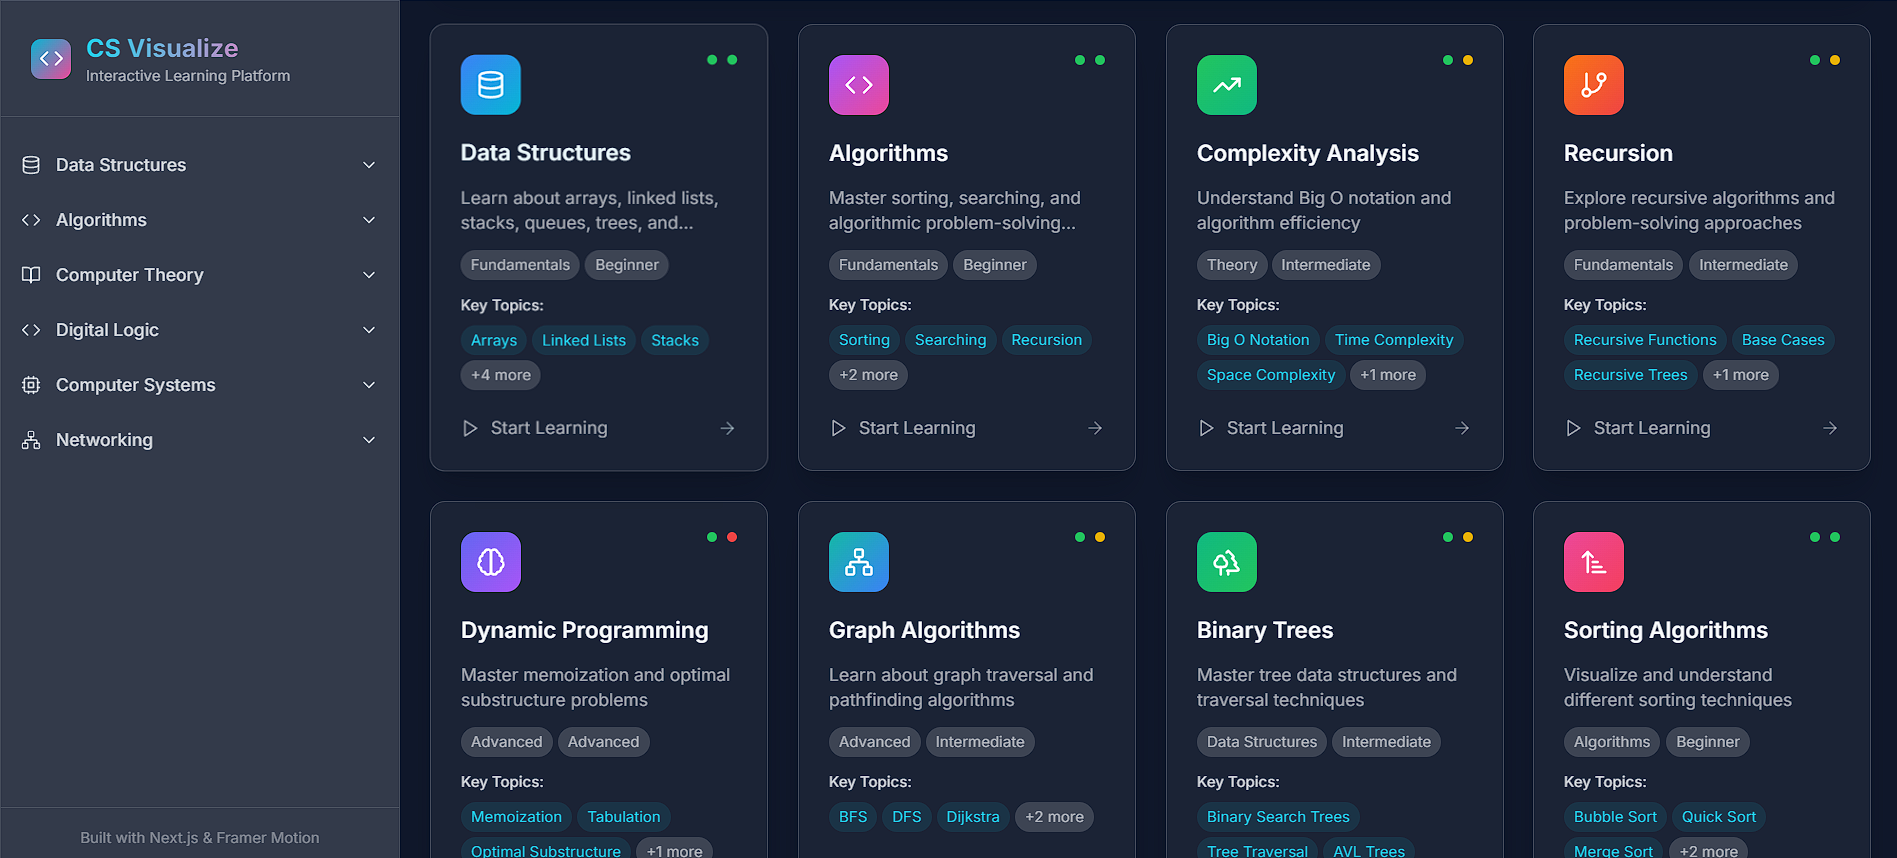 CS Visualize
Interactive Learning Platform
Data Structures
Algorithms
Computer Theory
Digital Logic
Computer Systems
Networking
Built with Next.js & Framer Motion
Data Structures
Learn about arrays, linked lists,
stacks, queues, trees, and...
Fundamentals Beginner
Key Topics:
Arrays Linked Lists Stacks
+4 more
Start Learning
Algorithms
Master sorting, searching, and
algorithmic problem-solving...
Fundamentals Beginner
Key Topics:
Sorting Searching Recursion
+2 more
Start Learning
Complexity Analysis
Understand Big O notation and
algorithm efficiency
Theory Intermediate
Key Topics:
Big O Notation Time Complexity
Space Complexity +1 more
Start Learning
Recursion
Explore recursive algorithms and
problem-solving approaches
Fundamentals Intermediate
Key Topics:
Recursive Functions Base Cases
Recursive Trees +1 more
Start Learning
Dynamic Programming
Master memoization and optimal
substructure problems
Advanced Advanced
Key Topics:
Memoization Tabulation
Optimal Substructure +1 more
Graph Algorithms
Learn about graph traversal and
pathfinding algorithms
Advanced Intermediate
Key Topics:
BFS DFS Dijkstra +2 more
Binary Trees
Master tree data structures and
traversal techniques
Data Structures Intermediate
Key Topics:
Binary Search Trees
Tree Traversal AVL Trees
Sorting Algorithms
Visualize and understand
different sorting techniques
Algorithms Beginner
Key Topics:
Bubble Sort Quick Sort
Merge Sort +2 more